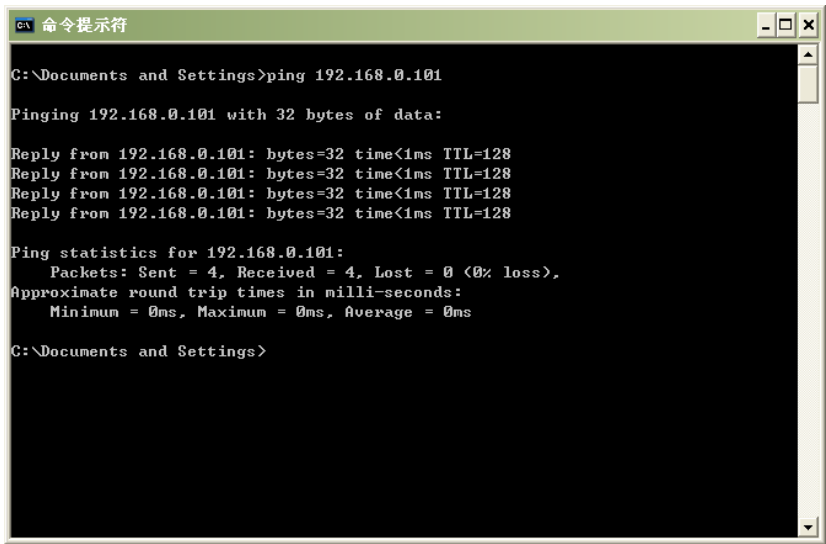 命令提示符
C:\Documents and Settings>ping 192.168.0.101
Pinging 192.168.0.101 with 32 bytes of data:
Reply from 192.168.0.101: bytes=32 time<1ms TTL=128
Reply from 192.168.0.101: bytes=32 time<1ms TTL=128
Reply from 192.168.0.101: bytes=32 time<1ms TTL=128
Reply from 192.168.0.101: bytes=32 time<1ms TTL=128
Ping statistics for 192.168.0.101:
    Packets: Sent = 4, Received = 4, Lost = 0 (0% loss),
Approximate round trip times in milli-seconds:
    Minimum = 0ms, Maximum = 0ms, Average = 0ms
C:\Documents and Settings>